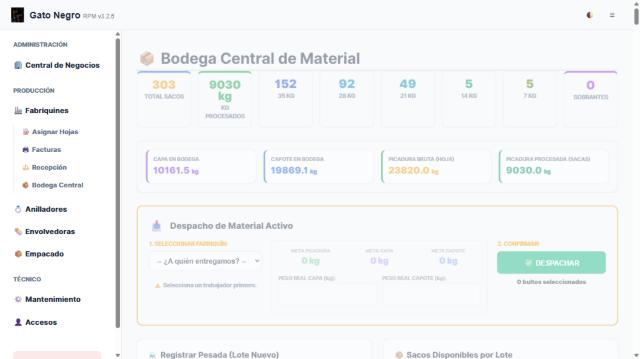 Gato Negro RPM v3.2.6
ADMINISTRACIÓN
Central de Negocios
PRODUCCIÓN
Fabriquines
Asignar Hojas
Facturas
Recepción
Bodega Central
Anilladores
Envolvedoras
Empacado
TÉCNICO
Mantenimiento
Accesos
Bodega Central de Material
303
TOTAL SACOS
9030 kg
KG PROCESADOS
152
35 KG
92
28 KG
49
21 KG
5
14 KG
5
7 KG
0
SOBRANTES
CAPA EN BODEGA
10161.5 kg
CAPOTE EN BODEGA
19869.1 kg
PICADURA BRUTA (HOJA)
23820.0 kg
PICADURA PROCESADA (SACAS)
9030.0 kg
Despacho de Material Activo
1. SELECCIONAR FABRIQUÍN
-- ¿A quién entregamos? --
Selecciona un trabajador primero.
META PICADURA
0 kg
META CAPA
0 kg
META CAPOTE
0 kg
PESO REAL CAPA (kg):
PESO REAL CAPOTE (kg):
2. CONFIRMAR
DESPACHAR
0 bultos seleccionados
Registrar Pesada (Lote Nuevo)
Sacos Disponibles por Lote